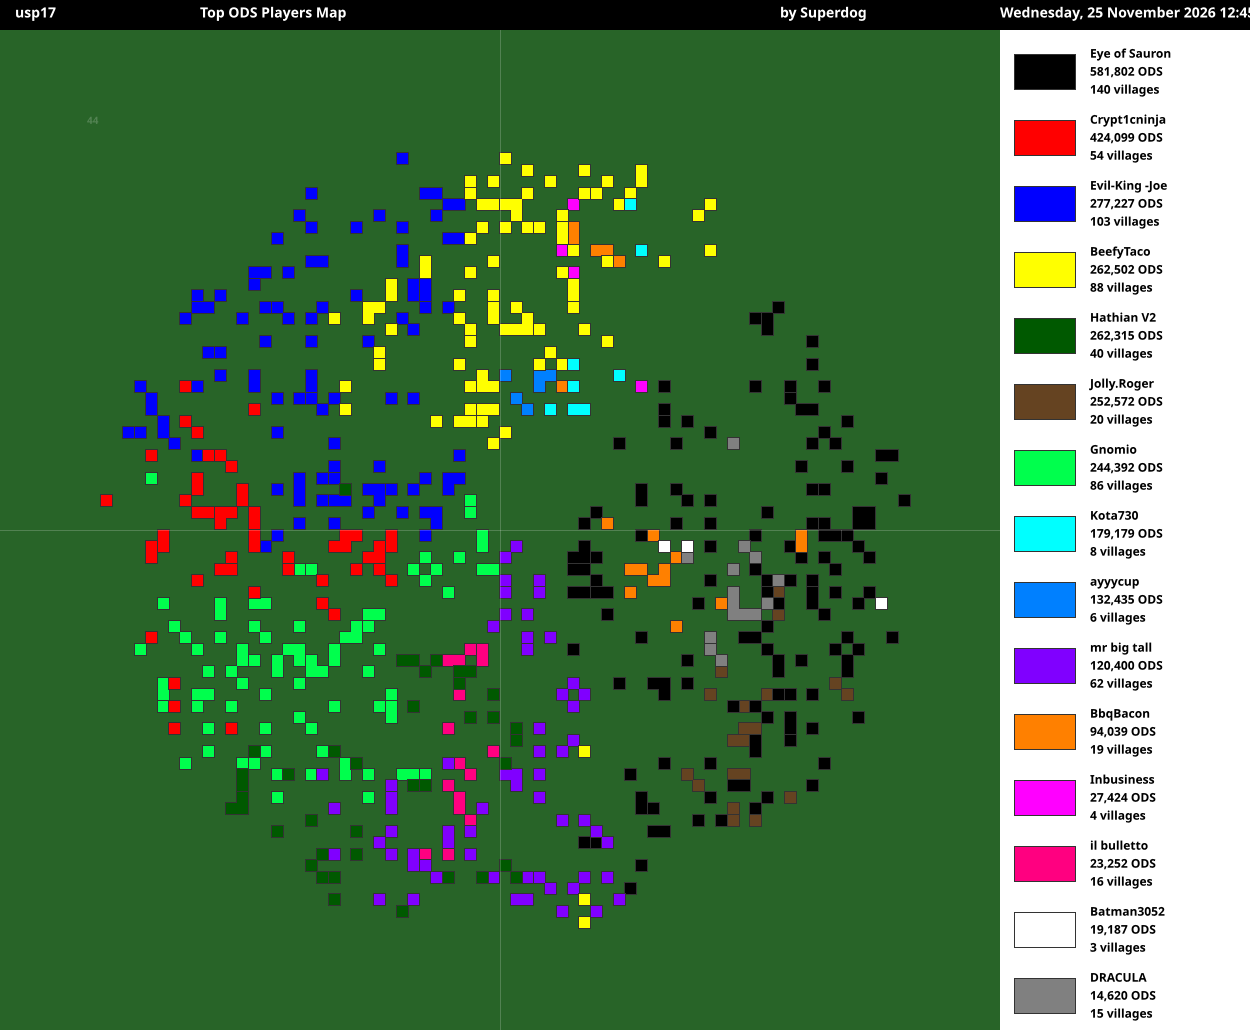 usp17 Top ODS Players Map by Superdog Wednesday, 25 November 2026 12:45
44
Eye of Sauron
581,802 ODS
140 villages
Crypt1cninja
424,099 ODS
54 villages
Evil-King -Joe
277,227 ODS
103 villages
BeefyTaco
262,502 ODS
88 villages
Hathian V2
262,315 ODS
40 villages
Jolly.Roger
252,572 ODS
20 villages
Gnomio
244,392 ODS
86 villages
Kota730
179,179 ODS
8 villages
ayyycup
132,435 ODS
6 villages
mr big tall
120,400 ODS
62 villages
BbqBacon
94,039 ODS
19 villages
Inbusiness
27,424 ODS
4 villages
il bulletto
23,252 ODS
16 villages
Batman3052
19,187 ODS
3 villages
DRACULA
14,620 ODS
15 villages